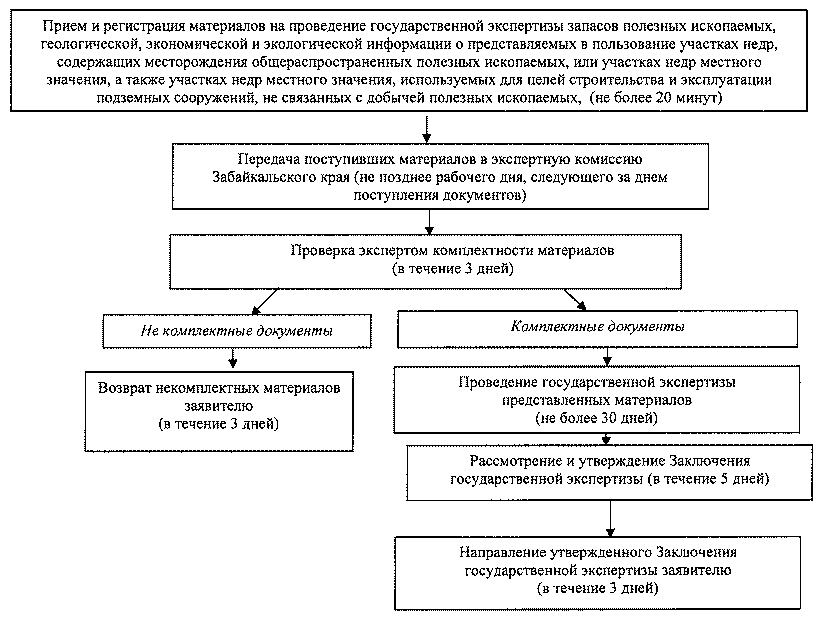 Прием и регистрация материалов на проведение государственной экспертизы запасов полезных ископаемых,
геологической, экономической и экологической информации о представляемых в пользование участках недр,
содержащих месторождения общераспространенных полезных ископаемых, или участках недр местного
значения, а также участках недр местного значения, используемых для целей строительства и эксплуатации
подземных сооружений, не связанных с добычей полезных ископаемых, (не более 20 минут)
Передача поступивших материалов в экспертную комиссию
Забайкальского края (не позднее рабочего дня, следующего за днем
поступления документов)
Проверка экспертом комплектности материалов
(в течение 3 дней)
Не комплектные документы
Комплектные документы
Возврат некомплектных материалов
заявителю
(в течение 3 дней)
Проведение государственной экспертизы
представленных материалов
(не более 30 дней)
Рассмотрение и утверждение Заключения
государственной экспертизы (в течение 5 дней)
Направление утвержденного Заключения
государственной экспертизы заявителю
(в течение 3 дней)